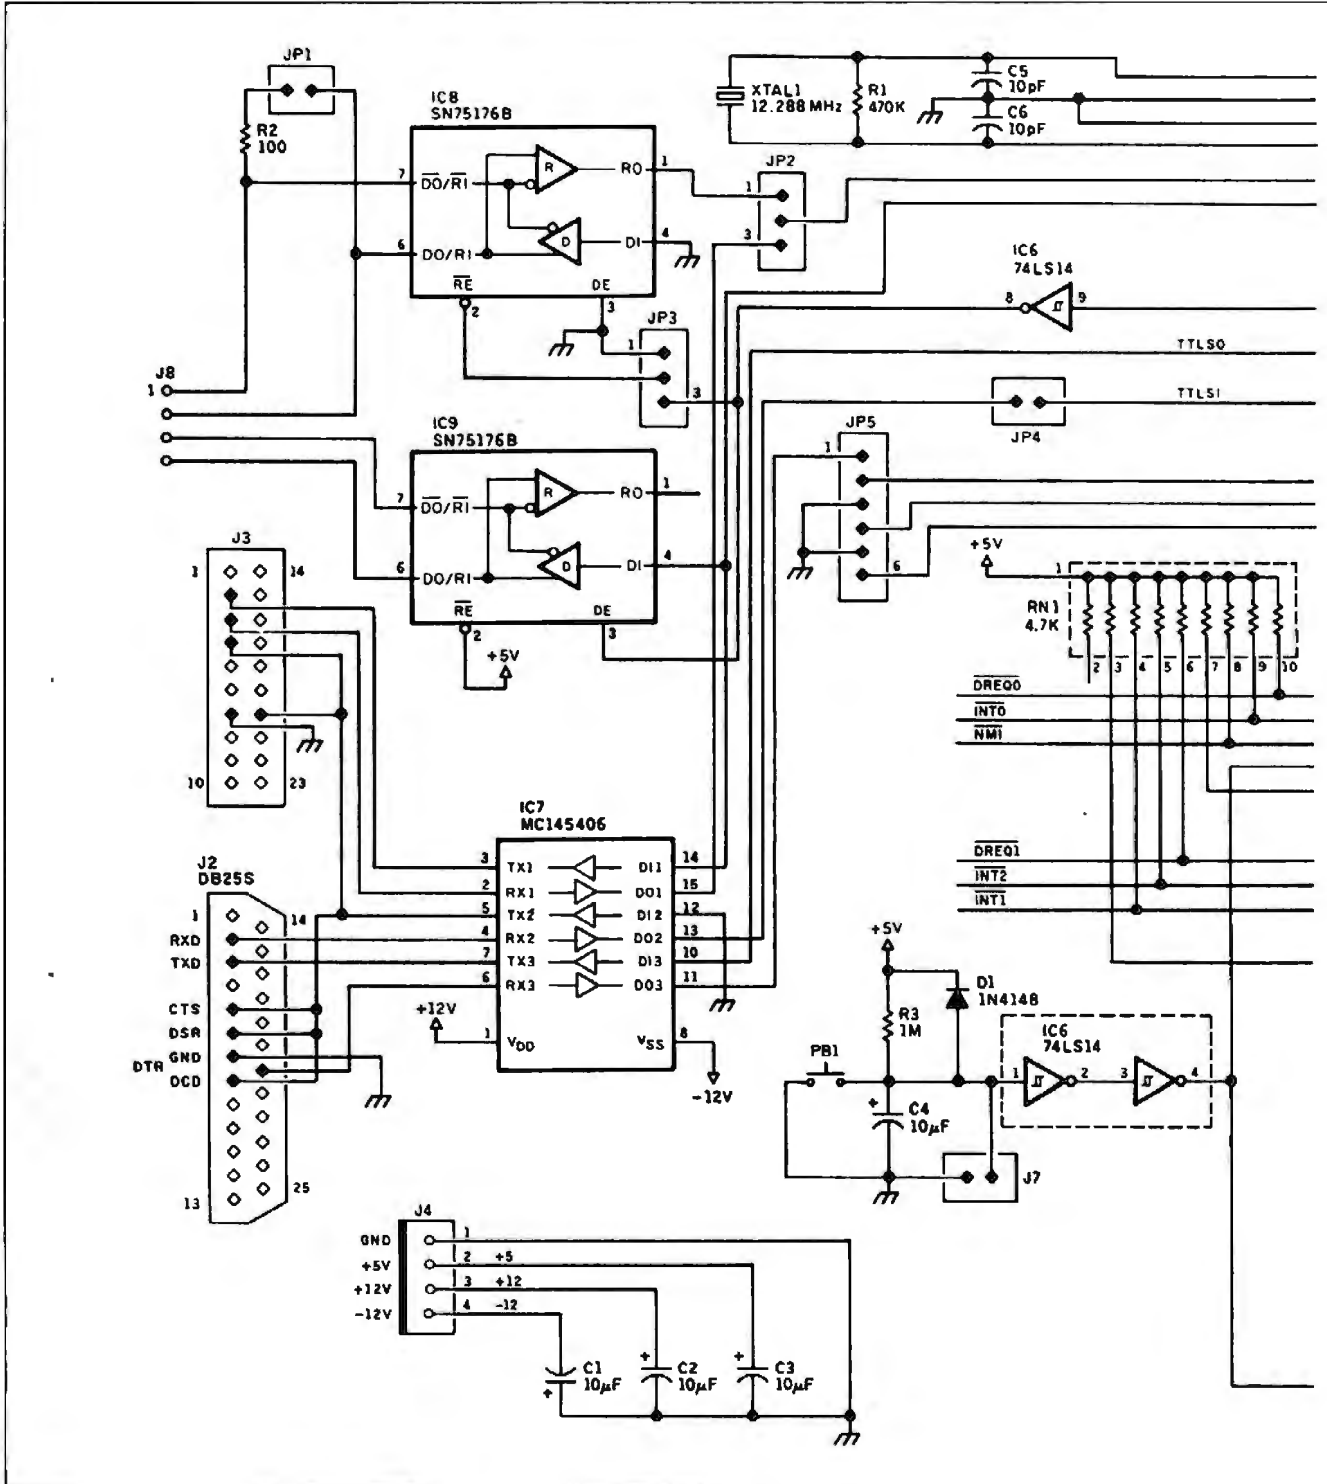 JP1
R2
100
IC8
SN75176B
7
DO/RI
6
DO/RI
R
D
RO
1
DI
4
RE
2
DE
3
XTAL1
12.288MHz
R1
470K
C5
10pF
C6
10pF
JP2
1
3
IC6
74LS14
8
9
JP3
1
3
TTLS0
TTLS1
JP4
J8
1
IC9
SN75176B
7
DO/RI
6
DO/RI
R
D
RO
1
DI
4
RE
2
+5V
DE
3
JP5
1
6
+5V
1
RN1
4.7K
2 3 4 5 6 7 8 9 10
DREQ0
INT0
NMI
DREQ1
INT2
INT1
J3
1
14
10
23
J2
DB25S
1
14
RXD
TXD
CTS
DSR
GND
DTR
DCD
13
25
IC7
MC145406
3 TX1 DI1 14
2 RX1 DO1 15
5 TX2 DI2 12
4 RX2 DO2 13
7 TX3 DI3 10
6 RX3 DO3 11
+12V
1 VDD VSS 8
-12V
+5V
D1
1N4148
R3
1M
PB1
+ C4
10µF
IC6
74LS14
1 2 3 4
J7
J4
GND 1
+5V 2 +5
+12V 3 +12
-12V 4 -12
+ C1
10µF
+ C2
10µF
+ C3
10µF